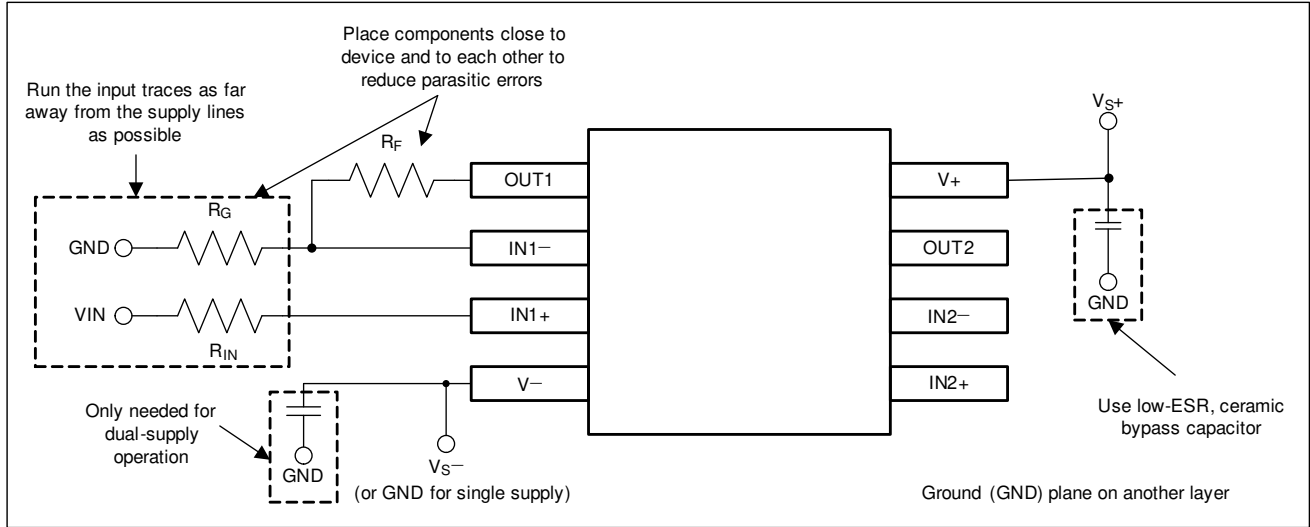 Place components close to
device and to each other to
reduce parasitic errors
Run the input traces as far
away from the supply lines
as possible
VS+
RF
OUT1
V+
RG
GND
IN1−
OUT2
VIN
IN1+
IN2−
GND
RIN
V−
IN2+
Only needed for
dual-supply
operation
GND
VS−
(or GND for single supply)
Use low-ESR, ceramic
bypass capacitor
Ground (GND) plane on another layer